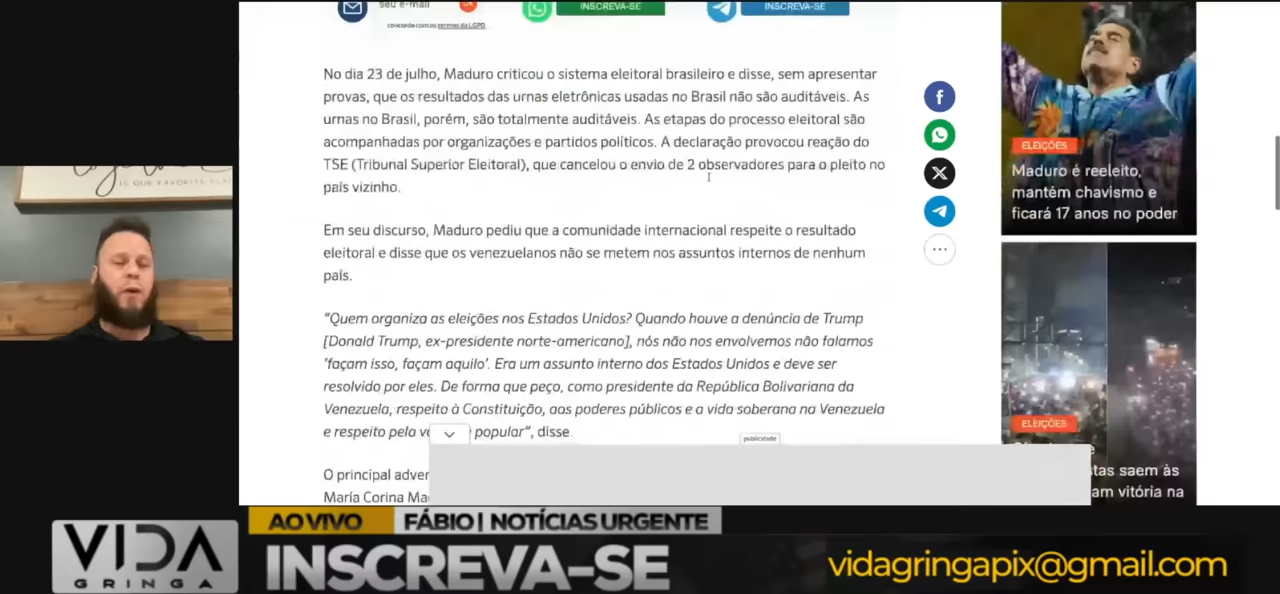 seu e-mail
INSCREVA-SE
INSCREVA-SE
concorda com os termos da LGPD.
No dia 23 de julho, Maduro criticou o sistema eleitoral brasileiro e disse, sem apresentar
provas, que os resultados das urnas eletrônicas usadas no Brasil não são auditáveis. As
urnas no Brasil, porém, são totalmente auditáveis. As etapas do processo eleitoral são
acompanhadas por organizações e partidos políticos. A declaração provocou reação do
TSE (Tribunal Superior Eleitoral), que cancelou o envio de 2 observadores para o pleito no
país vizinho.
Em seu discurso, Maduro pediu que a comunidade internacional respeite o resultado
eleitoral e disse que os venezuelanos não se metem nos assuntos internos de nenhum
país.
“Quem organiza as eleições nos Estados Unidos? Quando houve a denúncia de Trump
[Donald Trump, ex-presidente norte-americano], nós não nos envolvemos não falamos
‘façam isso, façam aquilo’. Era um assunto interno dos Estados Unidos e deve ser
resolvido por eles. De forma que peço, como presidente da República Bolivariana da
Venezuela, respeito à Constituição, aos poderes públicos e a vida soberana na Venezuela
e respeito pela vo e popular”, disse.
publicidade
O principal adver
María Corina Ma
ELEIÇÕES
Maduro é reeleito,
mantém chavismo e
ficará 17 anos no poder
ELEIÇÕES
tas saem às
am vitória na
IS OUR FAVORITE PLA
AO VIVO
FÁBIO | NOTÍCIAS URGENTE
VIDA
GRINGA
INSCREVA-SE
vidagringapix@gmail.com